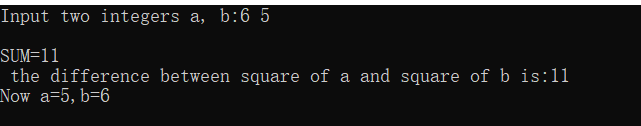 Input two integers a, b:6 5
SUM=11
the difference between square of a and square of b is:11
Now a=5,b=6